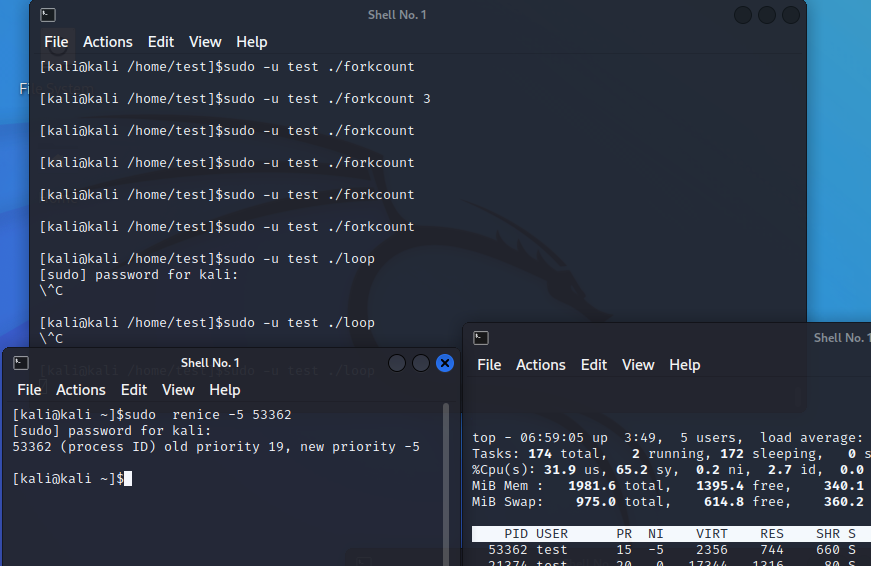 Shell No. 1
File Actions Edit View Help
[kali@kali /home/test]$sudo -u test ./forkcount
[kali@kali /home/test]$sudo -u test ./forkcount 3
[kali@kali /home/test]$sudo -u test ./forkcount
[kali@kali /home/test]$sudo -u test ./forkcount
[kali@kali /home/test]$sudo -u test ./forkcount
[kali@kali /home/test]$sudo -u test ./forkcount
[kali@kali /home/test]$sudo -u test ./loop
[sudo] password for kali:
\^C
[kali@kali /home/test]$sudo -u test ./loop
\^C
Shell No. 1
File Actions Edit View Help
[kali@kali ~]$sudo  renice -5 53362
[sudo] password for kali:
53362 (process ID) old priority 19, new priority -5
[kali@kali ~]$
Shell No. 1
File Actions Edit View Help
top - 06:59:05 up  3:49,  5 users,  load average:
Tasks: 174 total,   2 running, 172 sleeping,   0 s
%Cpu(s): 31.9 us, 65.2 sy,  0.2 ni,  2.7 id,  0.0
MiB Mem :   1981.6 total,   1395.4 free,    340.1
MiB Swap:    975.0 total,    614.8 free,    360.2
PID USER      PR  NI    VIRT    RES    SHR S
53362 test      15  -5    2356    744    660 S
21374 test      20   0   17344   1316     80 S